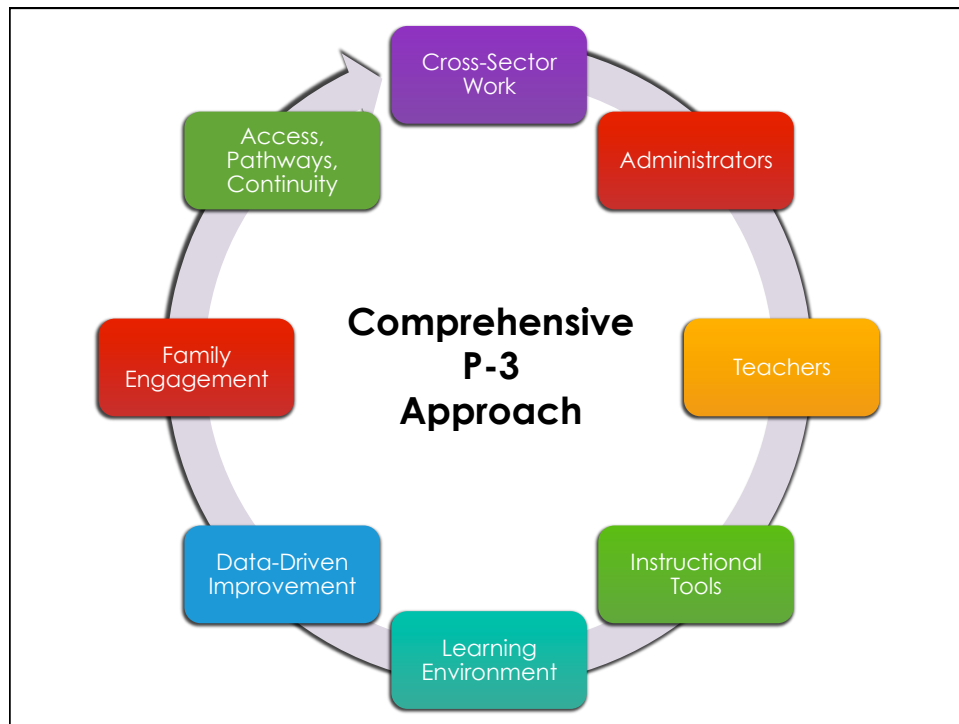 Cross-Sector
Work
Administrators
Teachers
Instructional
Tools
Learning
Environment
Data-Driven
Improvement
Family
Engagement
Access,
Pathways,
Continuity
Comprehensive
P-3
Approach